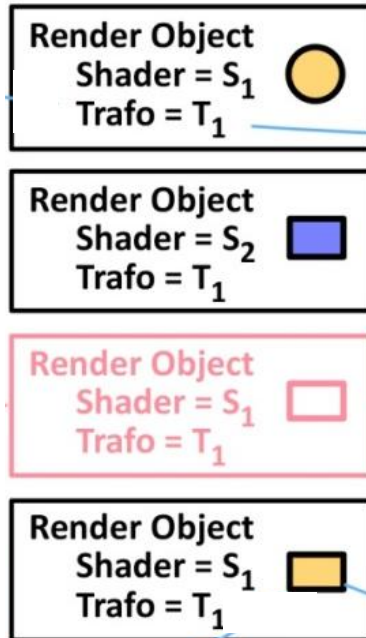 Render Object
Shader = S₁
Trafo = T₁
Render Object
Shader = S₂
Trafo = T₁
Render Object
Shader = S₁
Trafo = T₁
Render Object
Shader = S₁
Trafo = T₁